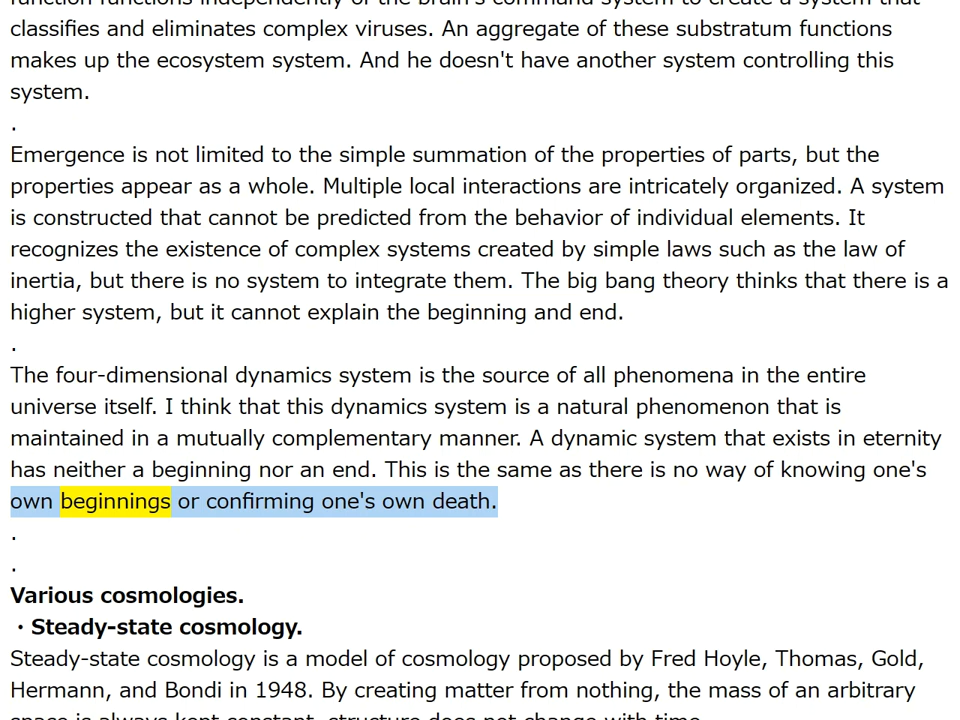 function functions independently of the brain's command system to create a system that
classifies and eliminates complex viruses. An aggregate of these substratum functions
makes up the ecosystem system. And he doesn't have another system controlling this
system.
.
Emergence is not limited to the simple summation of the properties of parts, but the
properties appear as a whole. Multiple local interactions are intricately organized. A system
is constructed that cannot be predicted from the behavior of individual elements. It
recognizes the existence of complex systems created by simple laws such as the law of
inertia, but there is no system to integrate them. The big bang theory thinks that there is a
higher system, but it cannot explain the beginning and end.
.
The four-dimensional dynamics system is the source of all phenomena in the entire
universe itself. I think that this dynamics system is a natural phenomenon that is
maintained in a mutually complementary manner. A dynamic system that exists in eternity
has neither a beginning nor an end. This is the same as there is no way of knowing one's
own beginnings or confirming one's own death.
.
.
Various cosmologies.
・Steady-state cosmology.
Steady-state cosmology is a model of cosmology proposed by Fred Hoyle, Thomas, Gold,
Hermann, and Bondi in 1948. By creating matter from nothing, the mass of an arbitrary
space is always kept constant, structure does not change with time.